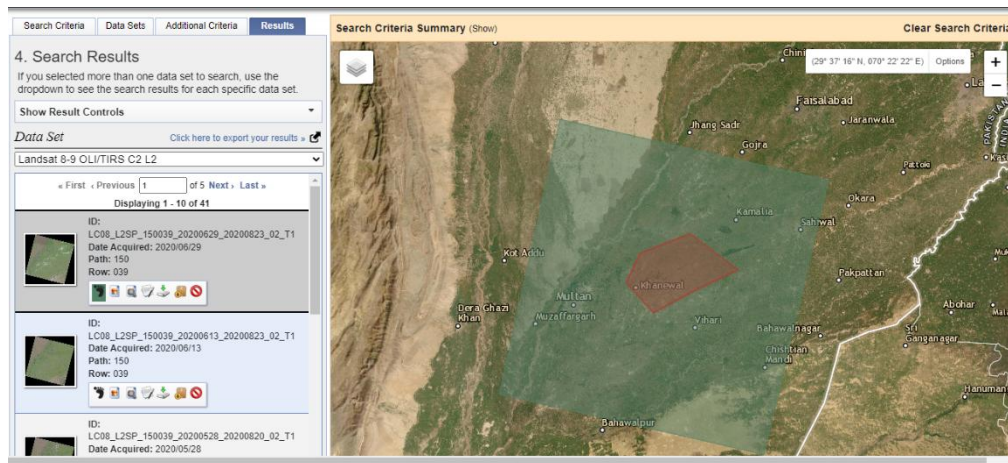 Search Criteria
Data Sets
Additional Criteria
Results
4. Search Results
If you selected more than one data set to search, use the
dropdown to see the search results for each specific data set.
Show Result Controls
Data Set
Click here to export your results »
Landsat 8-9 OLI/TIRS C2 L2
« First ‹ Previous 1 of 5 Next › Last »
Displaying 1 - 10 of 41
ID:
LC08_L2SP_150039_20200629_20200823_02_T1
Date Acquired: 2020/06/29
Path: 150
Row: 039
ID:
LC08_L2SP_150039_20200613_20200823_02_T1
Date Acquired: 2020/06/13
Path: 150
Row: 039
ID:
LC08_L2SP_150039_20200528_20200820_02_T1
Date Acquired: 2020/05/28
Search Criteria Summary (Show)
Clear Search Criteria
(29° 37' 16" N, 070° 22' 22" E)
Options
+
−
Chini
Faisalabad
Jaranwala
Jhang Sadr
Gojra
PAKISTAN
Pattoki
Okara
Kamalia
Sahiwal
Kot Addu
Pakpattan
Khanewal
Multan
Dera Ghazi
Khan
Muzaffargarh
Vihari
Abohar
Bahawalnagar
Sri
Ganganagar
Chishtian
Mandi
Hanuman
Bahawalpur